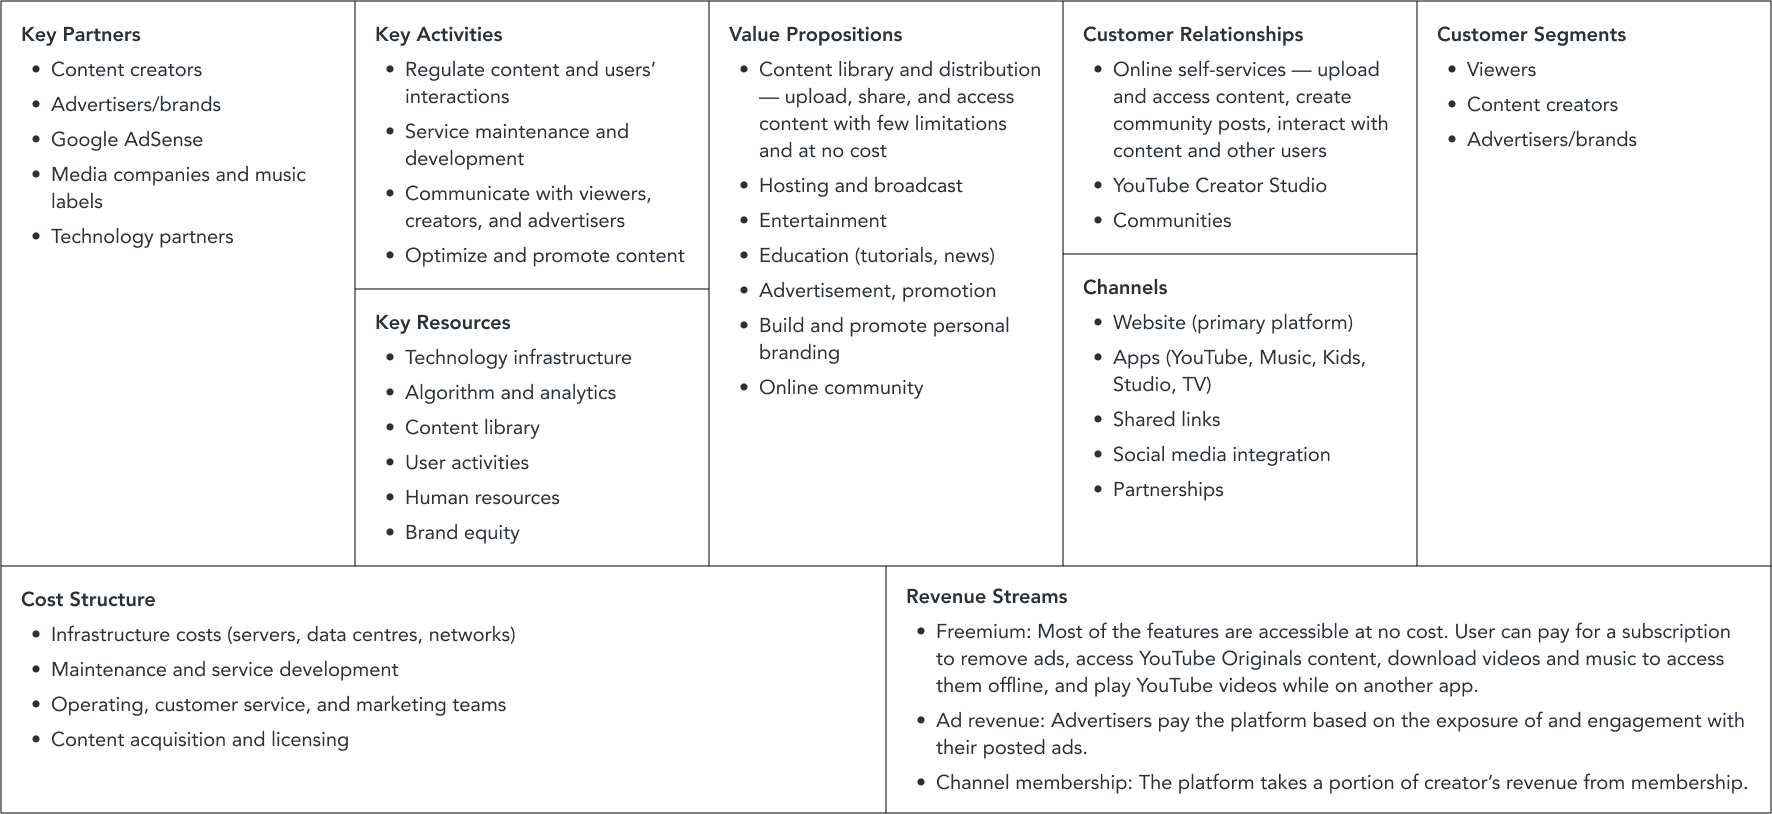 Key Partners
• Content creators
• Advertisers/brands
• Google AdSense
• Media companies and music
labels
• Technology partners
Key Activities
• Regulate content and users’
interactions
• Service maintenance and
development
• Communicate with viewers,
creators, and advertisers
• Optimize and promote content
Key Resources
• Technology infrastructure
• Algorithm and analytics
• Content library
• User activities
• Human resources
• Brand equity
Value Propositions
• Content library and distribution
— upload, share, and access
content with few limitations
and at no cost
• Hosting and broadcast
• Entertainment
• Education (tutorials, news)
• Advertisement, promotion
• Build and promote personal
branding
• Online community
Customer Relationships
• Online self-services — upload
and access content, create
community posts, interact with
content and other users
• YouTube Creator Studio
• Communities
Channels
• Website (primary platform)
• Apps (YouTube, Music, Kids,
Studio, TV)
• Shared links
• Social media integration
• Partnerships
Customer Segments
• Viewers
• Content creators
• Advertisers/brands
Cost Structure
• Infrastructure costs (servers, data centres, networks)
• Maintenance and service development
• Operating, customer service, and marketing teams
• Content acquisition and licensing
Revenue Streams
• Freemium: Most of the features are accessible at no cost. User can pay for a subscription
to remove ads, access YouTube Originals content, download videos and music to access
them offline, and play YouTube videos while on another app.
• Ad revenue: Advertisers pay the platform based on the exposure of and engagement with
their posted ads.
• Channel membership: The platform takes a portion of creator’s revenue from membership.